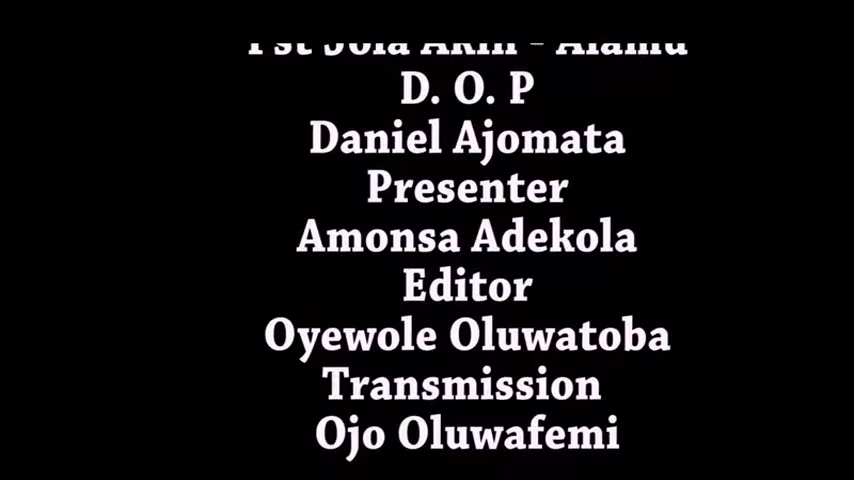 D. O. P
Daniel Ajomata
Presenter
Amonsa Adekola
Editor
Oyewole Oluwatoba
Transmission
Ojo Oluwafemi